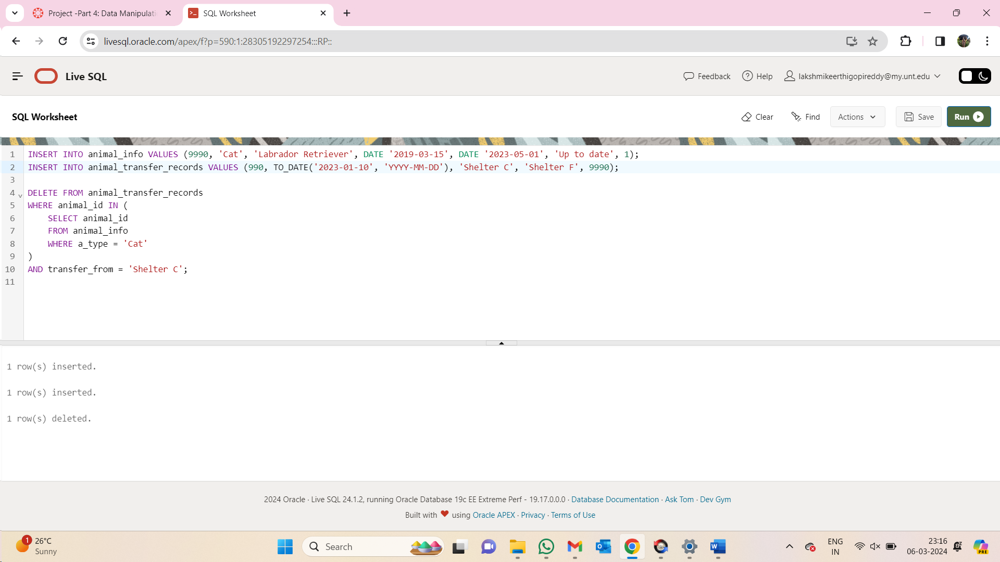 Project -Part 4: Data Manipulati
SQL Worksheet
livesql.oracle.com/apex/f?p=590:1:28305192297254:::RP::
Live SQL
Feedback
Help
lakshmikeerthigopireddy@my.unt.edu
SQL Worksheet
Clear
Find
Actions
Save
Run
1 INSERT INTO animal_info VALUES (9990, 'Cat', 'Labrador Retriever', DATE '2019-03-15', DATE '2023-05-01', 'Up to date', 1);
2 INSERT INTO animal_transfer_records VALUES (990, TO_DATE('2023-01-10', 'YYYY-MM-DD'), 'Shelter C', 'Shelter F', 9990);
3
4 DELETE FROM animal_transfer_records
5 WHERE animal_id IN (
6 SELECT animal_id
7 FROM animal_info
8 WHERE a_type = 'Cat'
9 )
10 AND transfer_from = 'Shelter C';
11
1 row(s) inserted.
1 row(s) inserted.
1 row(s) deleted.
2024 Oracle · Live SQL 24.1.2, running Oracle Database 19c EE Extreme Perf - 19.17.0.0.0 · Database Documentation · Ask Tom · Dev Gym
Built with ❤ using Oracle APEX · Privacy · Terms of Use
1
26°C
Sunny
Search
ENG
IN
23:16
06-03-2024
PRE